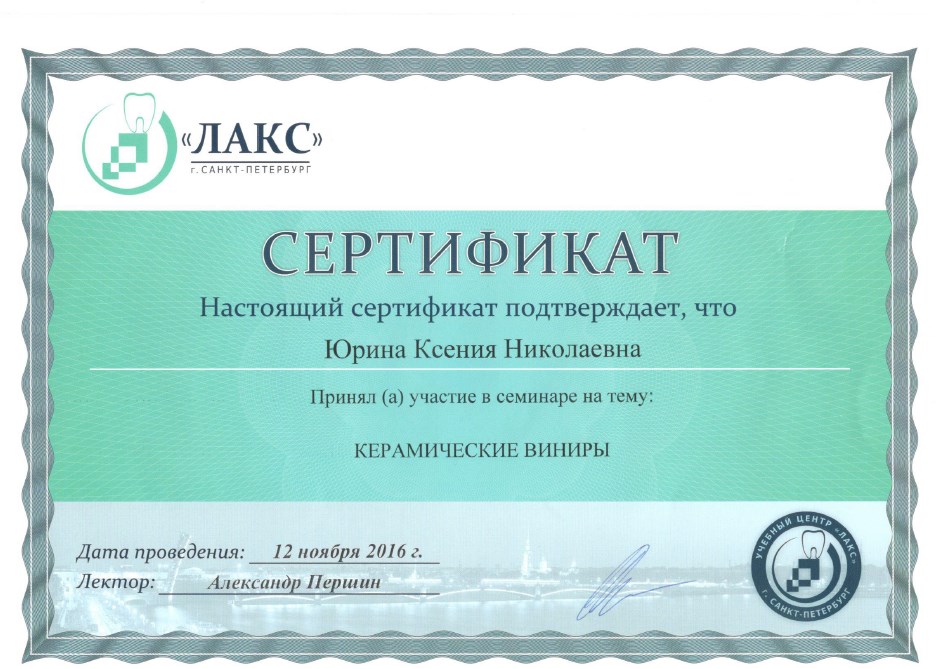 «ЛАКС»
г. САНКТ-ПЕТЕРБУРГ
СЕРТИФИКАТ
Настоящий сертификат подтверждает, что
Юрина Ксения Николаевна
Принял (а) участие в семинаре на тему:
КЕРАМИЧЕСКИЕ ВИНИРЫ
Дата проведения: 12 ноября 2016 г.
Лектор: Александр Першин
УЧЕБНЫЙ ЦЕНТР «ЛАКС»
г. САНКТ-ПЕТЕРБУРГ